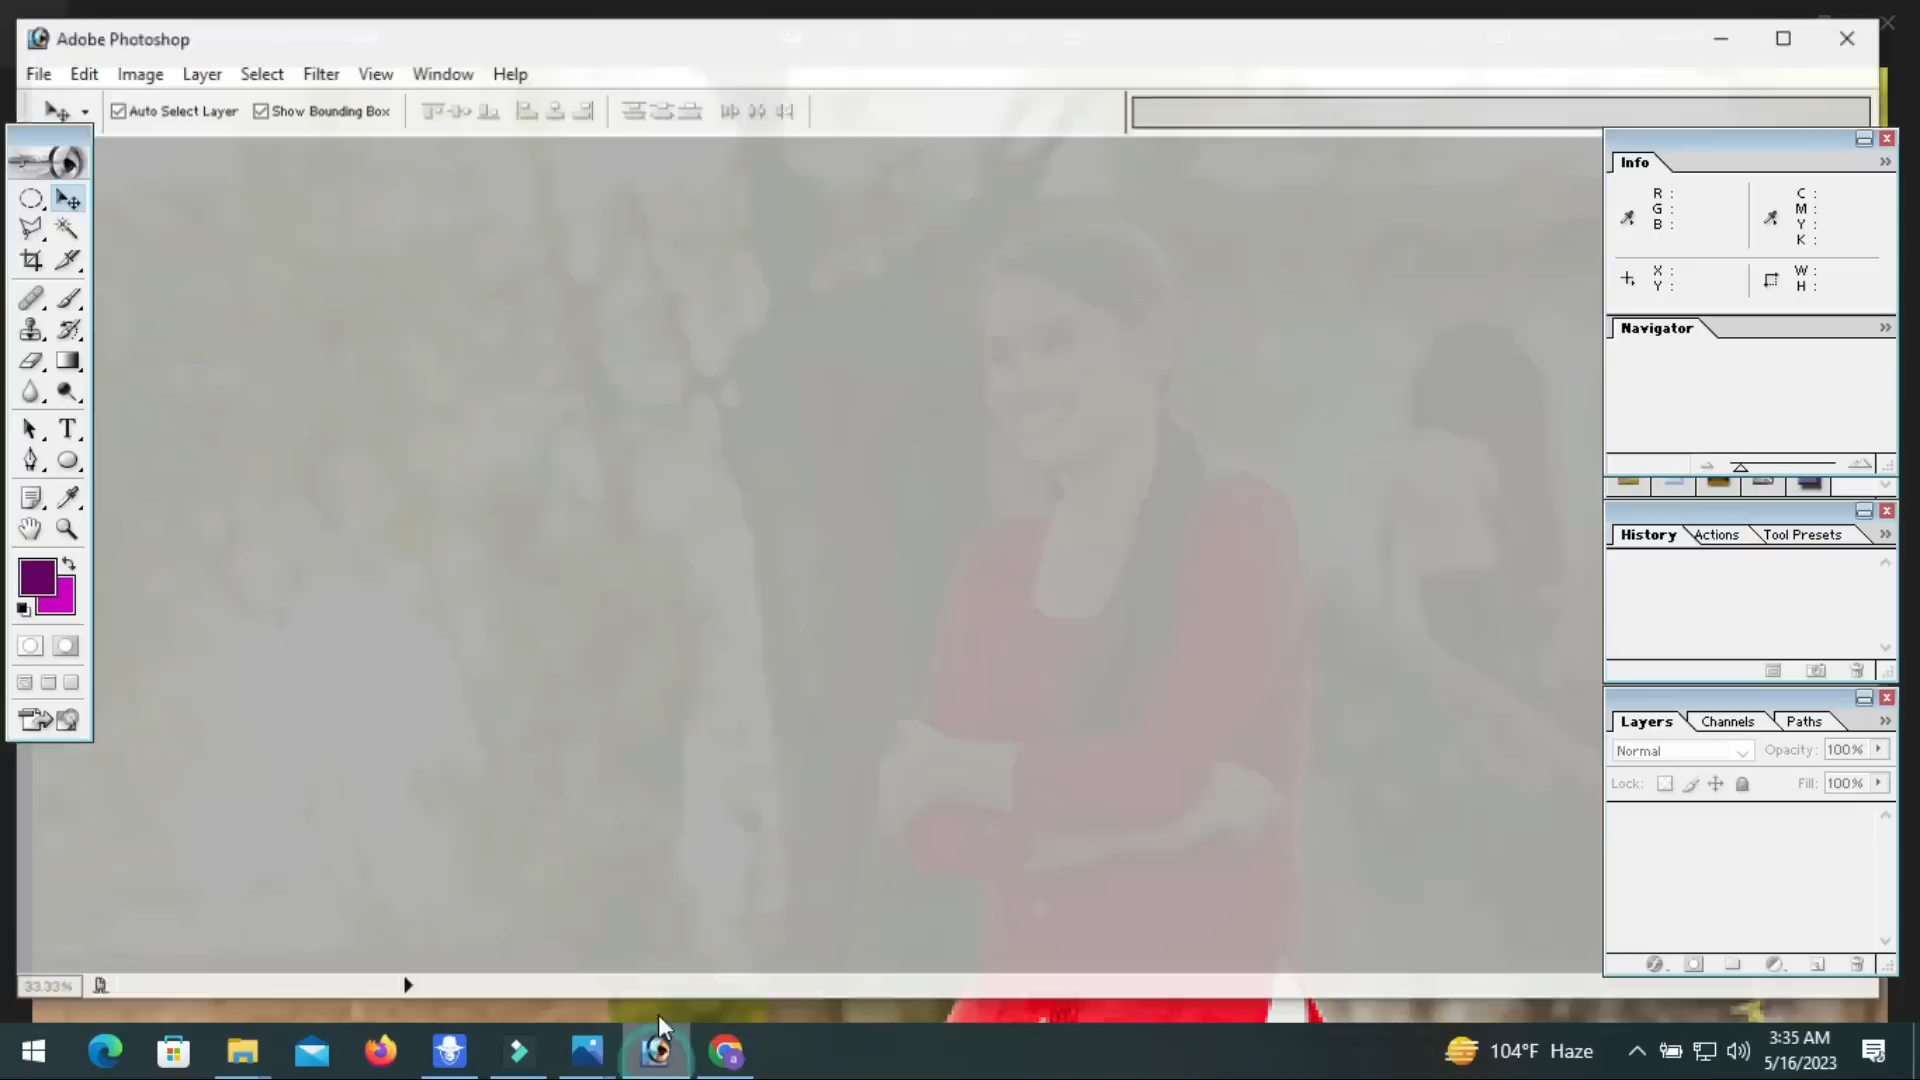 Adobe Photoshop
File Edit Image Layer Select Filter View Window Help
Auto Select Layer Show Bounding Box
Info
R : C :
G : M :
B : Y :
K :
X : W :
Y : H :
Navigator
History Actions Tool Presets
Layers Channels Paths
Normal Opacity: 100%
Lock: Fill: 100%
33.33%
104°F Haze
3:35 AM
5/16/2023